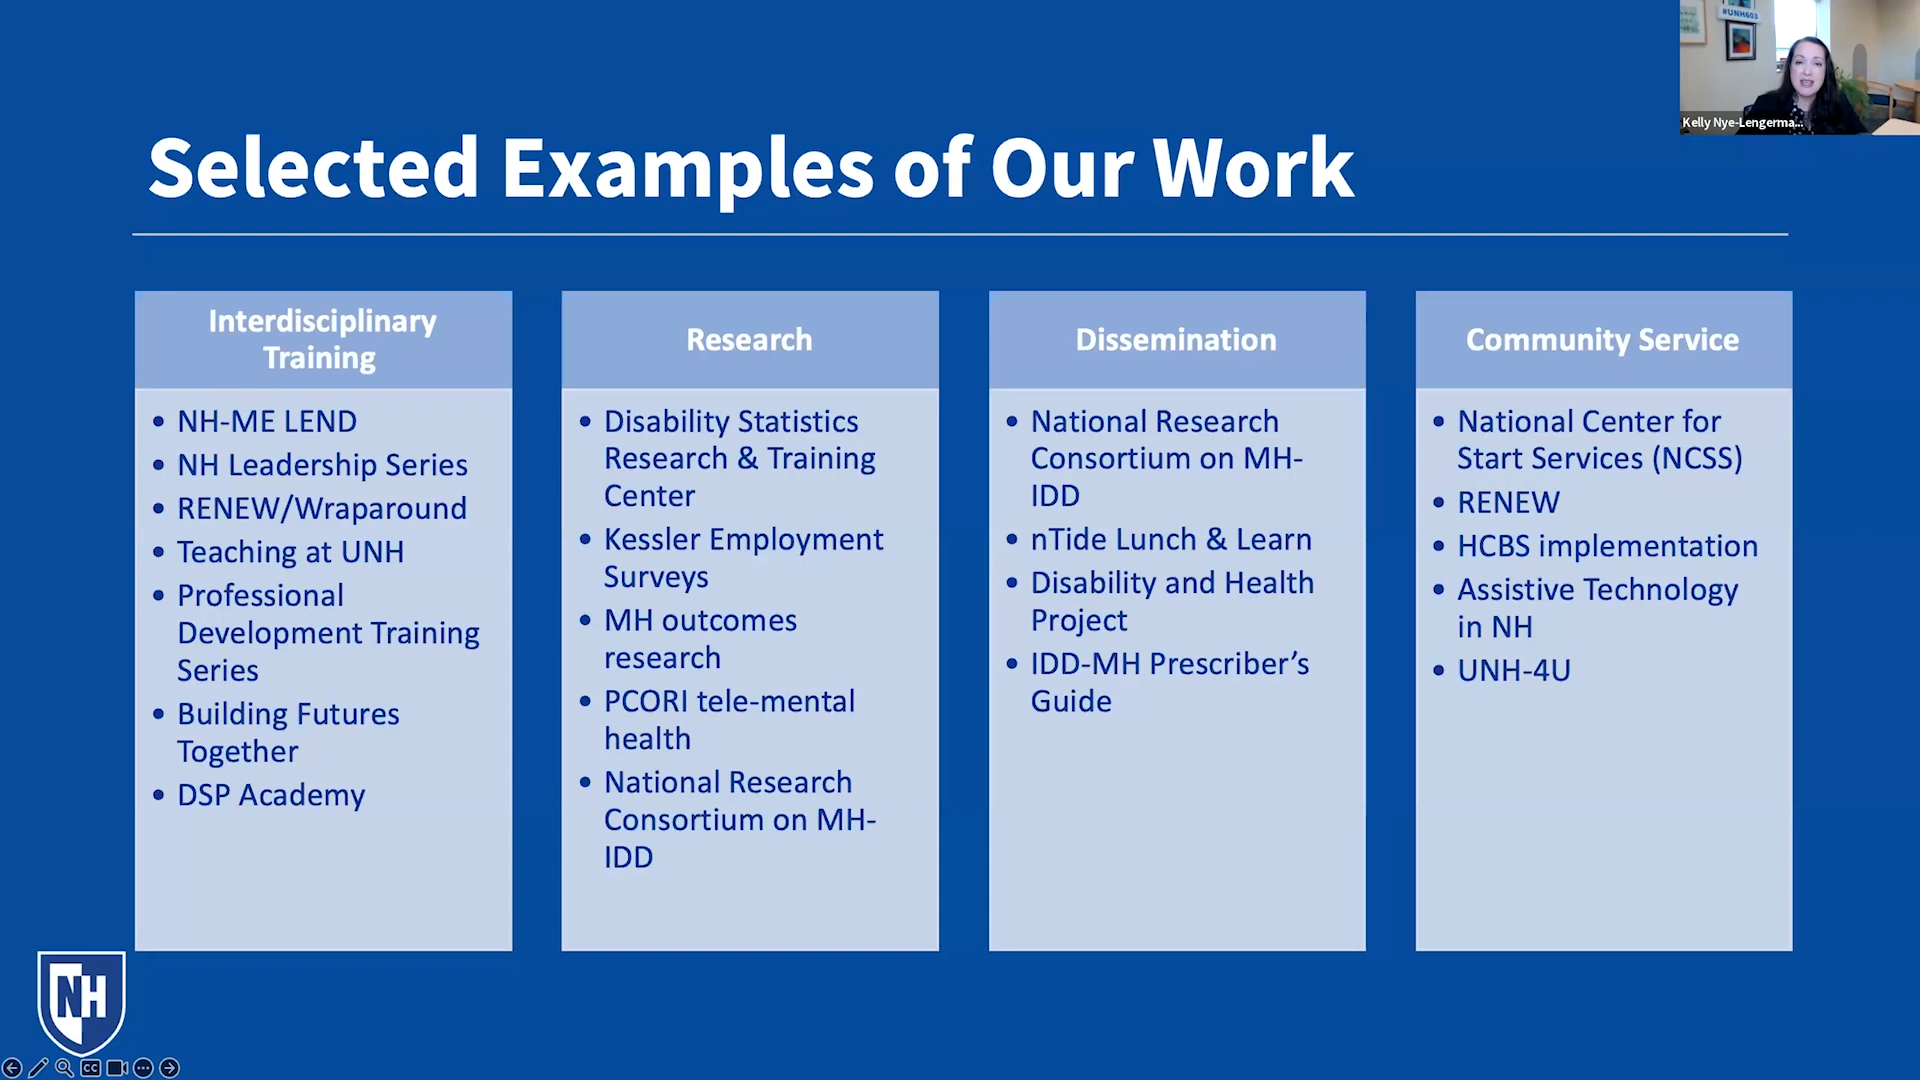 #UNH603
Kelly Nye-Lengerma...
Selected Examples of Our Work
Interdisciplinary
Training
• NH-ME LEND
• NH Leadership Series
• RENEW/Wraparound
• Teaching at UNH
• Professional
Development Training
Series
• Building Futures
Together
• DSP Academy
Research
• Disability Statistics
Research & Training
Center
• Kessler Employment
Surveys
• MH outcomes
research
• PCORI tele-mental
health
• National Research
Consortium on MH-
IDD
Dissemination
• National Research
Consortium on MH-
IDD
• nTide Lunch & Learn
• Disability and Health
Project
• IDD-MH Prescriber’s
Guide
Community Service
• National Center for
Start Services (NCSS)
• RENEW
• HCBS implementation
• Assistive Technology
in NH
• UNH-4U
NH
CC